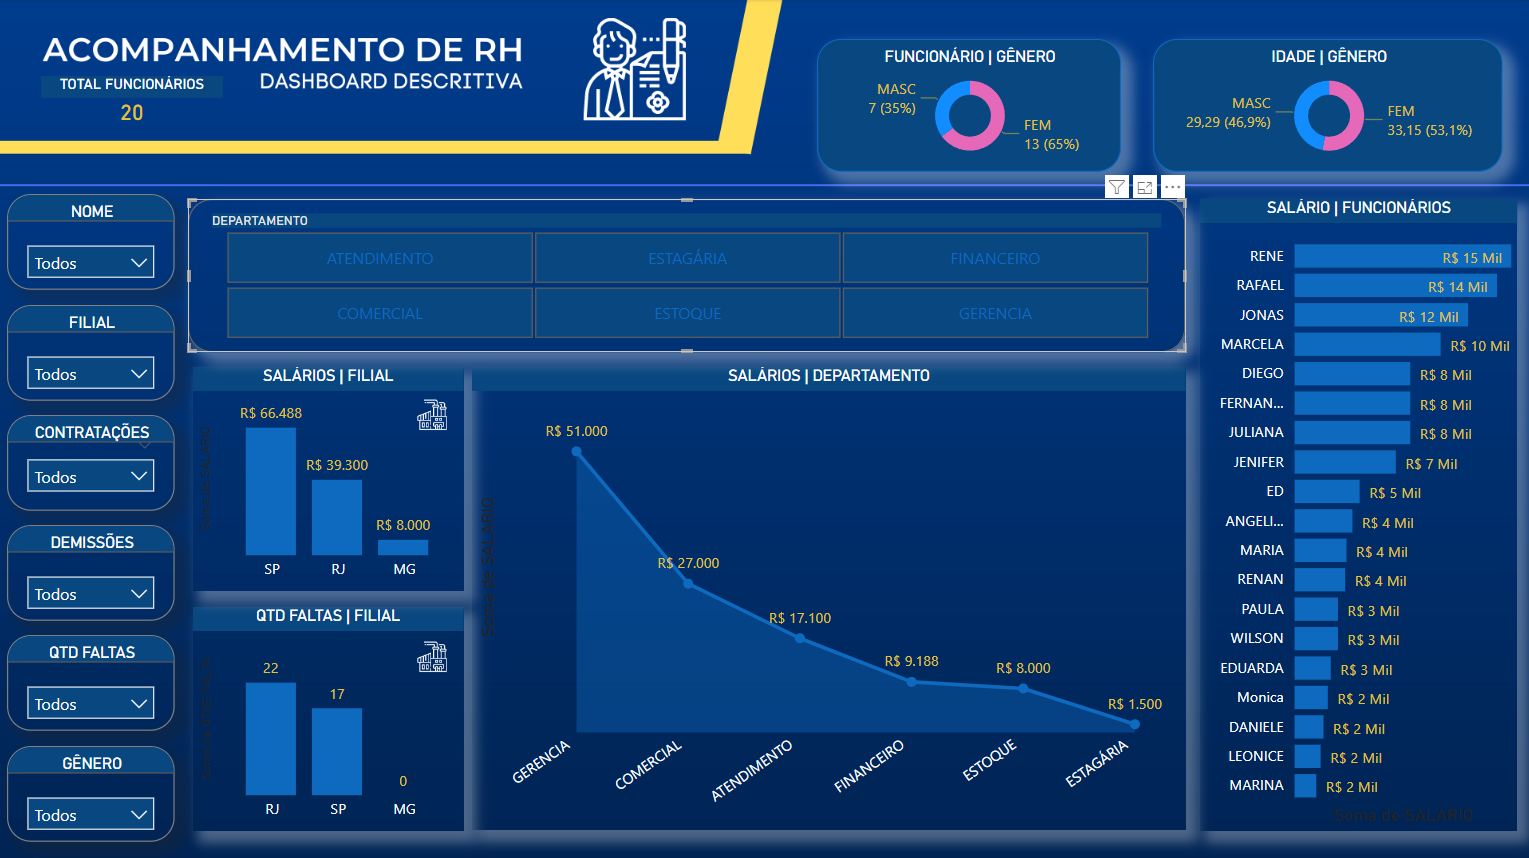 ACOMPANHAMENTO DE RH
DASHBOARD DESCRITIVA
TOTAL FUNCIONÁRIOS
20
FUNCIONÁRIO | GÊNERO
MASC
7 (35%)
FEM
13 (65%)
IDADE | GÊNERO
MASC
29,29 (46,9%)
FEM
33,15 (53,1%)
NOME
Todos
FILIAL
Todos
CONTRATAÇÕES
Todos
DEMISSÕES
Todos
QTD FALTAS
Todos
GÊNERO
Todos
DEPARTAMENTO
ATENDIMENTO
ESTAGÁRIA
FINANCEIRO
COMERCIAL
ESTOQUE
GERENCIA
SALÁRIOS | FILIAL
R$ 66.488
R$ 39.300
R$ 8.000
SP
RJ
MG
Soma de SALARIO
QTD FALTAS | FILIAL
22
17
0
RJ
SP
MG
SALÁRIOS | DEPARTAMENTO
Soma de SALARIO
R$ 51.000
R$ 27.000
R$ 17.100
R$ 9.188
R$ 8.000
R$ 1.500
GERENCIA
COMERCIAL
ATENDIMENTO
FINANCEIRO
ESTOQUE
ESTAGÁRIA
SALÁRIO | FUNCIONÁRIOS
RENE R$ 15 Mil
RAFAEL R$ 14 Mil
JONAS R$ 12 Mil
MARCELA R$ 10 Mil
DIEGO R$ 8 Mil
FERNAN... R$ 8 Mil
JULIANA R$ 8 Mil
JENIFER R$ 7 Mil
ED R$ 5 Mil
ANGELI... R$ 4 Mil
MARIA R$ 4 Mil
RENAN R$ 4 Mil
PAULA R$ 3 Mil
WILSON R$ 3 Mil
EDUARDA R$ 3 Mil
Monica R$ 2 Mil
DANIELE R$ 2 Mil
LEONICE R$ 2 Mil
MARINA R$ 2 Mil
Soma de SALARIO